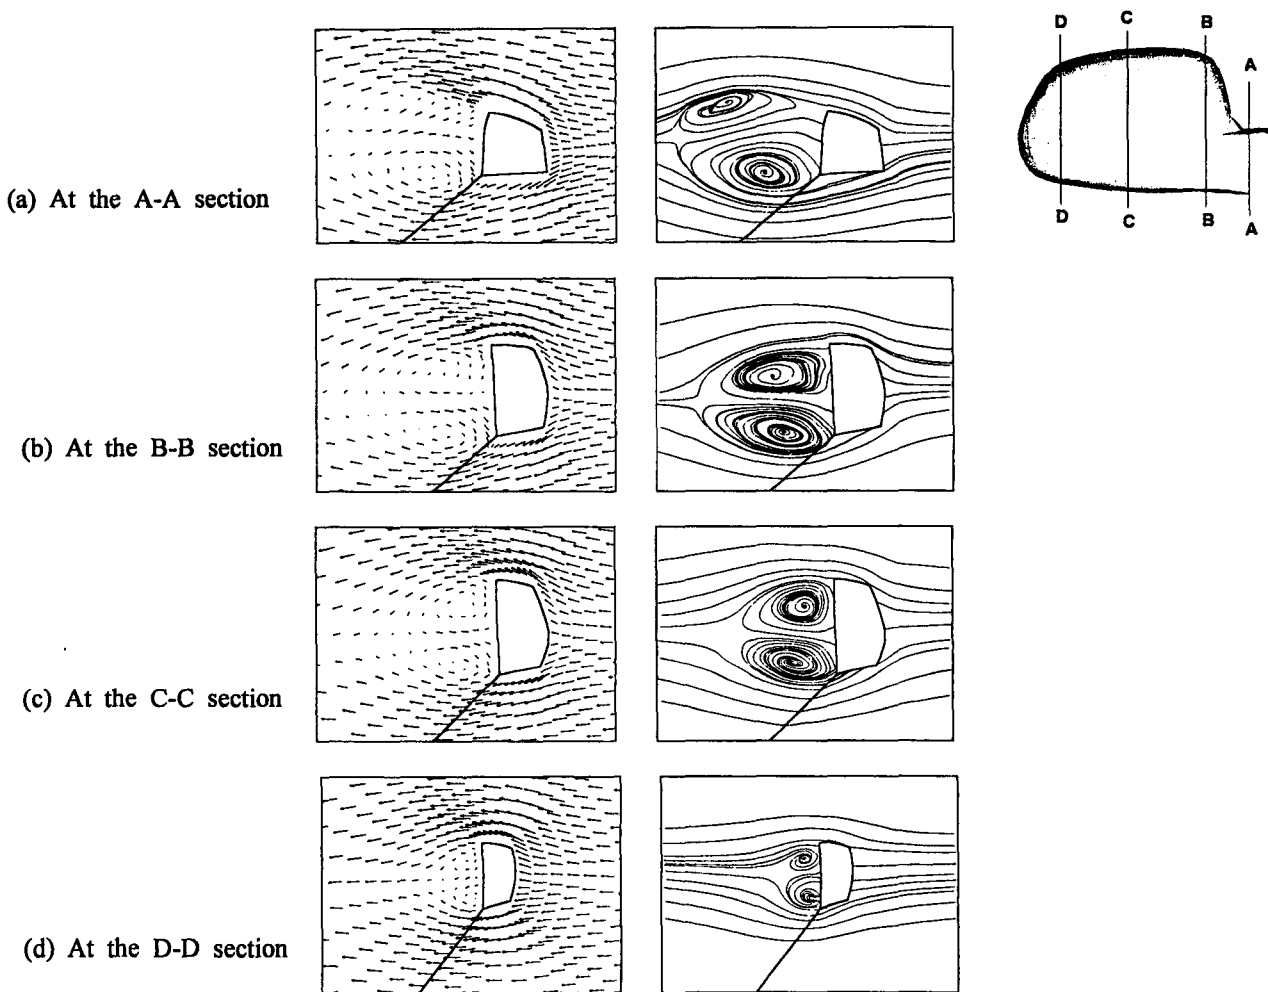 D
C
B
A
D
C
B
A
(a) At the A-A section
(b) At the B-B section
(c) At the C-C section
(d) At the D-D section